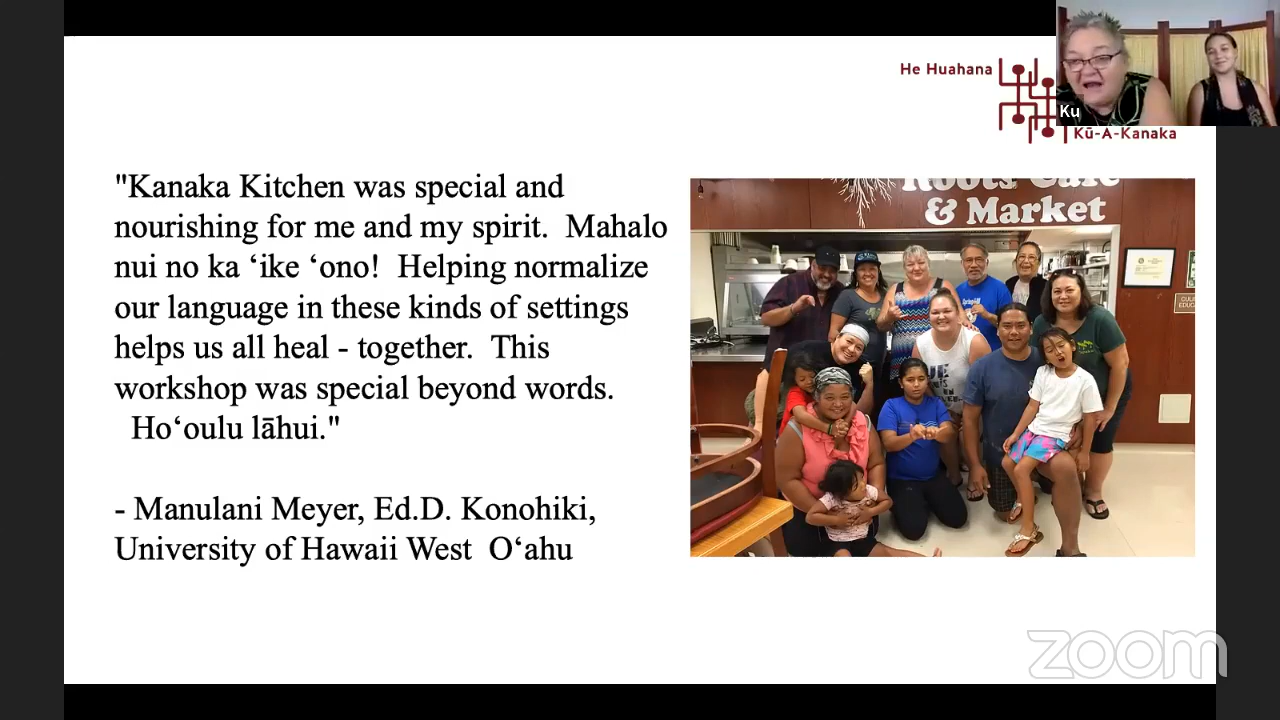 He Huahana
Kū-A-Kanaka
Ku
"Kanaka Kitchen was special and
nourishing for me and my spirit.  Mahalo
nui no ka ʻike ʻono!  Helping normalize
our language in these kinds of settings
helps us all heal - together.  This
workshop was special beyond words.
Hoʻoulu lāhui."
- Manulani Meyer, Ed.D. Konohiki,
University of Hawaii West  Oʻahu
Roots Cafe
& Market
zoom